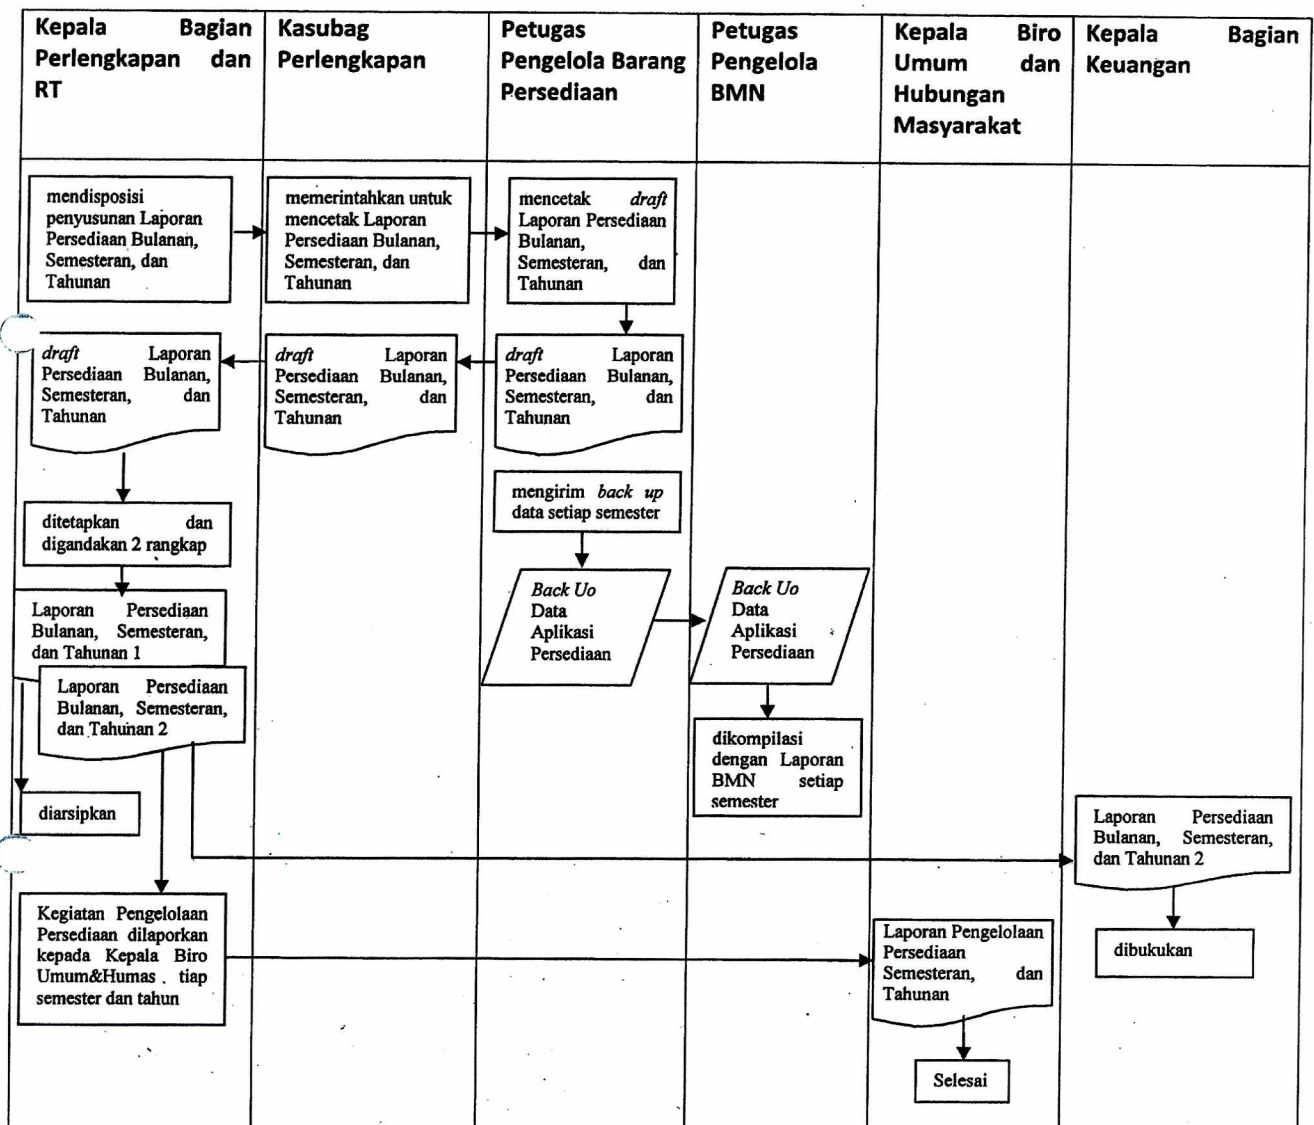 Kepala Bagian
Perlengkapan dan
RT
Kasubag
Perlengkapan
Petugas
Pengelola Barang
Persediaan
Petugas
Pengelola
BMN
Kepala Biro
Umum dan
Hubungan
Masyarakat
Kepala Bagian
Keuangan
mendisposisi
penyusunan Laporan
Persediaan Bulanan,
Semesteran, dan
Tahunan
memerintahkan untuk
mencetak Laporan
Persediaan Bulanan,
Semesteran, dan
Tahunan
mencetak draft
Laporan Persediaan
Bulanan,
Semesteran, dan
Tahunan
draft Laporan
Persediaan Bulanan,
Semesteran, dan
Tahunan
draft Laporan
Persediaan Bulanan,
Semesteran, dan
Tahunan
draft Laporan
Persediaan Bulanan,
Semesteran, dan
Tahunan
mengirim back up
data setiap semester
ditetapkan dan
digandakan 2 rangkap
Back Uo
Data
Aplikasi
Persediaan
Back Uo
Data
Aplikasi
Persediaan
Laporan Persediaan
Bulanan, Semesteran,
dan Tahunan 1
Laporan Persediaan
Bulanan, Semesteran,
dan Tahunan 2
dikompilasi
dengan Laporan
BMN setiap
semester
diarsipkan
Laporan Persediaan
Bulanan, Semesteran,
dan Tahunan 2
Kegiatan Pengelolaan
Persediaan dilaporkan
kepada Kepala Biro
Umum&Humas tiap
semester dan tahun
Laporan Pengelolaan
Persediaan
Semesteran, dan
Tahunan
dibukukan
Selesai